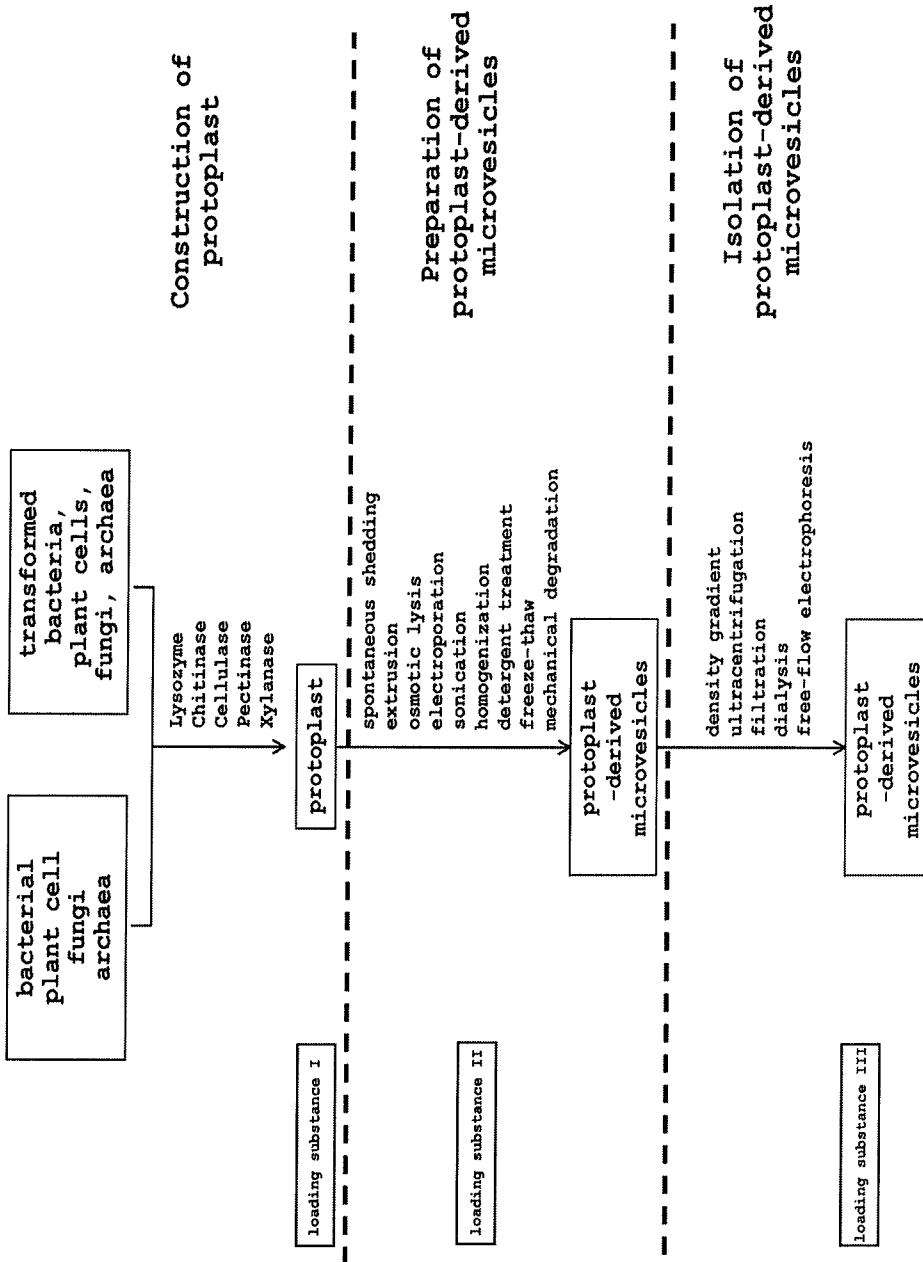 bacterial
plant cell
fungi
archaea
transformed
bacteria,
plant cells,
fungi, archaea
Construction of
protoplast
Lysozyme
Chitinase
Cellulase
Pectinase
Xylanase
loading substance I
protoplast
spontaneous shedding
extrusion
osmotic lysis
electroporation
sonication
homogenization
detergent treatment
freeze-thaw
mechanical degradation
Preparation of
protoplast-derived
microvesicles
loading substance II
protoplast
-derived
microvesicles
density gradient
ultracentrifugation
filtration
dialysis
free-flow electrophoresis
Isolation of
protoplast-derived
microvesicles
loading substance III
protoplast
-derived
microvesicles